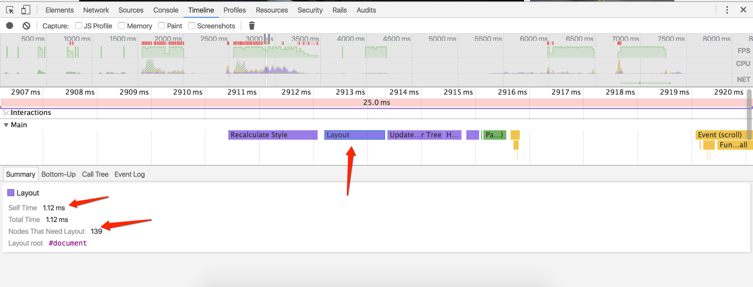 Elements Network Sources Console Timeline Profiles Resources Security Rails Audits
Capture: JS Profile Memory Paint Screenshots
500 ms 1000 ms 1500 ms 2000 ms 2500 ms 3000 ms 3500 ms 4000 ms 4500 ms 5000 ms 5500 ms 6000 ms 6500 ms 7000 ms 7500 ms 8000 ms
FPS
CPU
NET
2907 ms 2908 ms 2909 ms 2910 ms 2911 ms 2912 ms 2913 ms 2914 ms 2915 ms 2916 ms 2917 ms 2918 ms 2919 ms 2920 ms
25.0 ms
Interactions
▼ Main
Recalculate Style Layout Update...r Tree H... Pa...) Event (scroll)
Fun...all
Summary Bottom-Up Call Tree Event Log
Layout
Self Time 1.12 ms
Total Time 1.12 ms
Nodes That Need Layout 139
Layout root #document